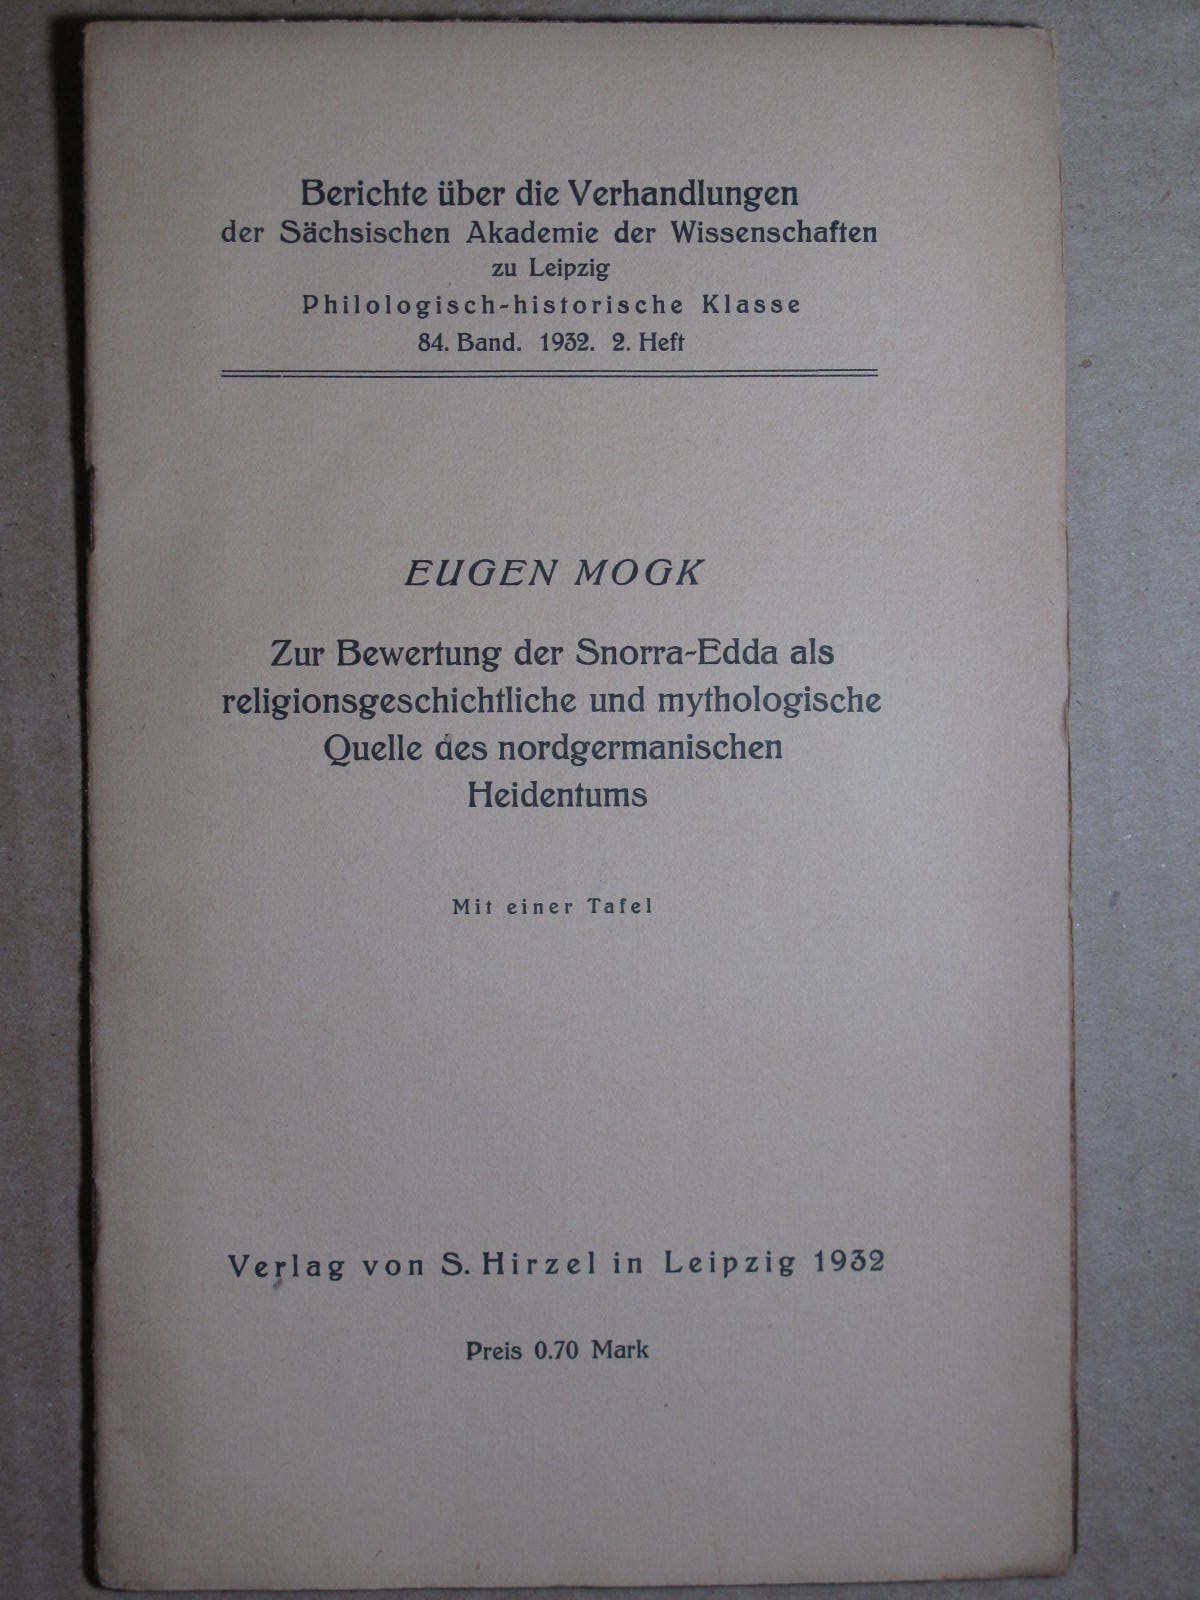 Berichte über die Verhandlungen
der Sächsischen Akademie der Wissenschaften
zu Leipzig
Philologisch-historische Klasse
84. Band. 1932. 2. Heft
EUGEN MOGK
Zur Bewertung der Snorra-Edda als
religionsgeschichtliche und mythologische
Quelle des nordgermanischen
Heidentums
Mit einer Tafel
Verlag von S. Hirzel in Leipzig 1932
Preis 0.70 Mark